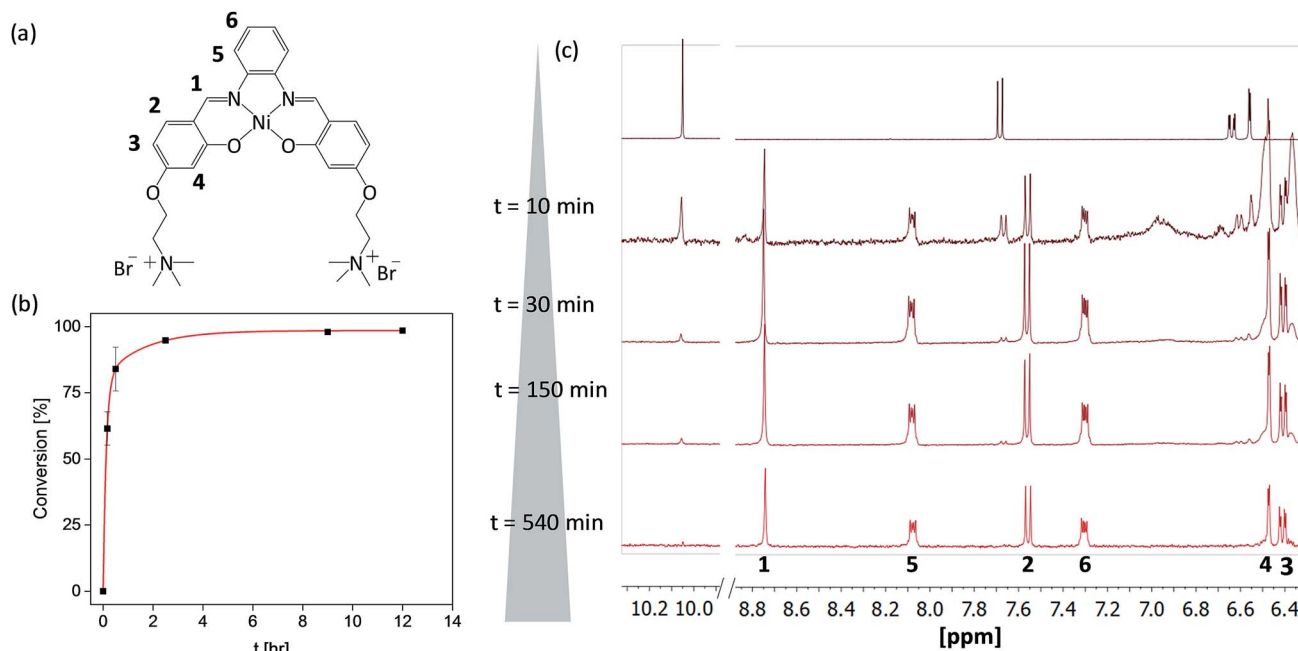 (a)
6
5
1
2
N
N
3
Ni
O
O
4
O
O
Br⁻
+
N
N
+
Br⁻
(b)
100
75
50
25
0
Conversion [%]
0 2 4 6 8 10 12 14
t [hr]
(c)
t = 10 min
t = 30 min
t = 150 min
t = 540 min
1 5 2 6 4 3
10.2 10.0 8.8 8.6 8.4 8.2 8.0 7.8 7.6 7.4 7.2 7.0 6.8 6.6 6.4
[ppm]